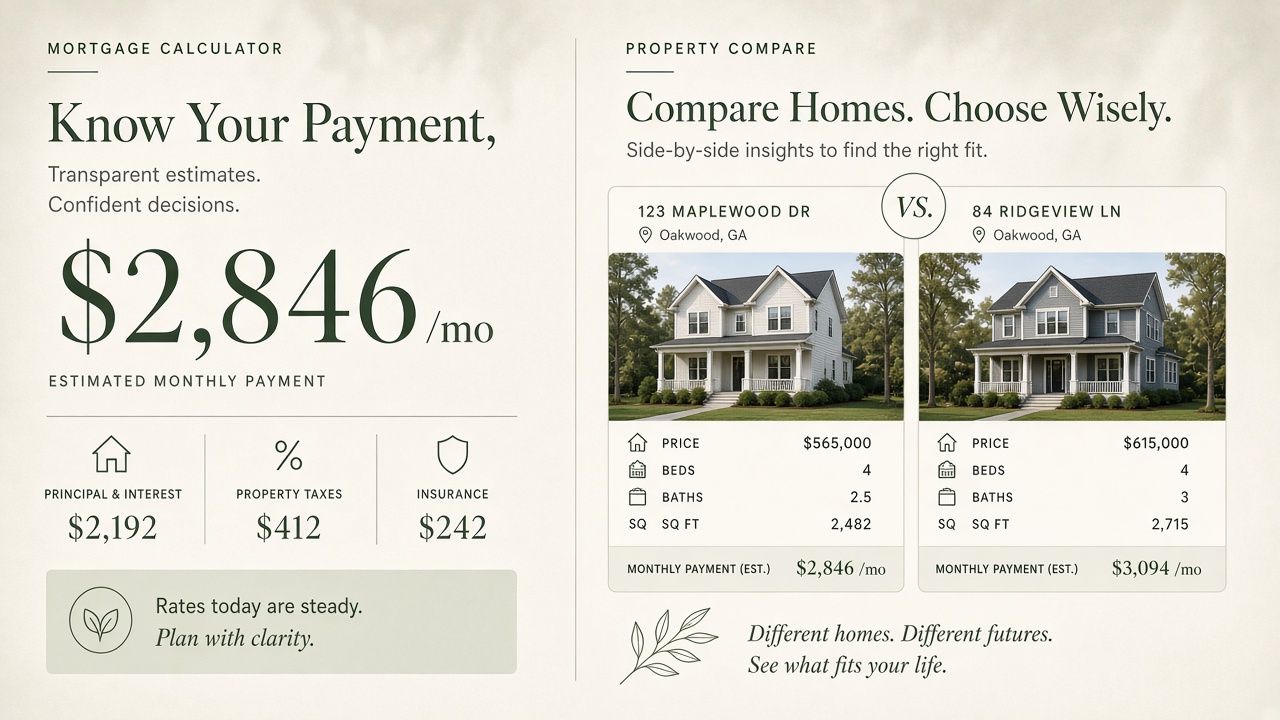 MORTGAGE CALCULATOR
Know Your Payment,
Transparent estimates.
Confident decisions.
$2,846 /mo
ESTIMATED MONTHLY PAYMENT
PRINCIPAL & INTEREST
$2,192
%
PROPERTY TAXES
$412
INSURANCE
$242
Rates today are steady.
Plan with clarity.
PROPERTY COMPARE
Compare Homes. Choose Wisely.
Side-by-side insights to find the right fit.
VS.
123 MAPLEWOOD DR
Oakwood, GA
PRICE $565,000
BEDS 4
BATHS 2.5
SQ SQ FT 2,482
MONTHLY PAYMENT (EST.) $2,846 /mo
84 RIDGEVIEW LN
Oakwood, GA
PRICE $615,000
BEDS 4
BATHS 3
SQ SQ FT 2,715
MONTHLY PAYMENT (EST.) $3,094 /mo
Different homes. Different futures.
See what fits your life.